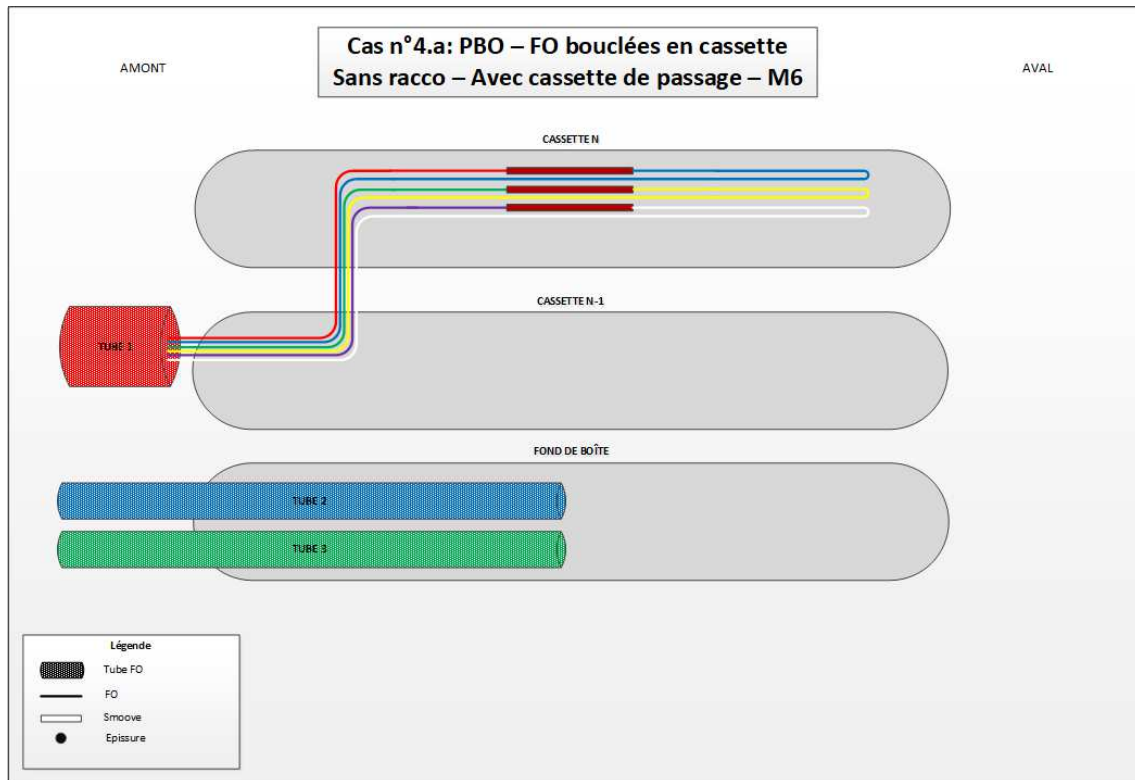 Cas n°4.a: PBO – FO bouclées en cassette
Sans racco – Avec cassette de passage – M6
AMONT
AVAL
CASSETTE N
CASSETTE N-1
TUBE 1
FOND DE BOÎTE
TUBE 2
TUBE 3
Légende
Tube FO
FO
Smoove
Epissure